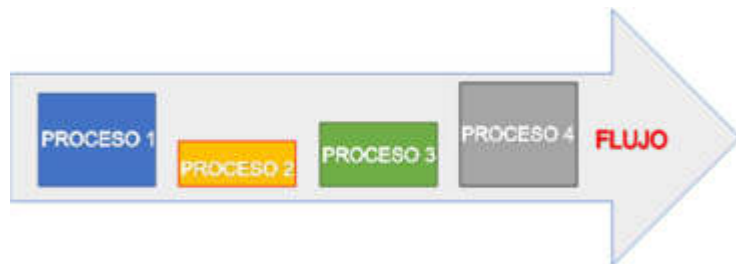 PROCESO 1
PROCESO 2
PROCESO 3
PROCESO 4
FLUJO